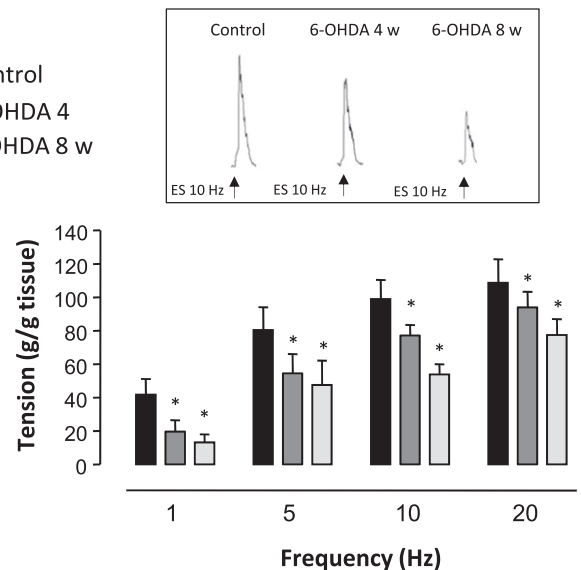 Control 6-OHDA 4 w 6-OHDA 8 w
ntrol
OHDA 4
OHDA 8 w
ES 10 Hz ES 10 Hz ES 10 Hz
Tension (g/g tissue)
140
120
100
80
60
40
20
0
* *
* *
* *
* *
1 5 10 20
Frequency (Hz)